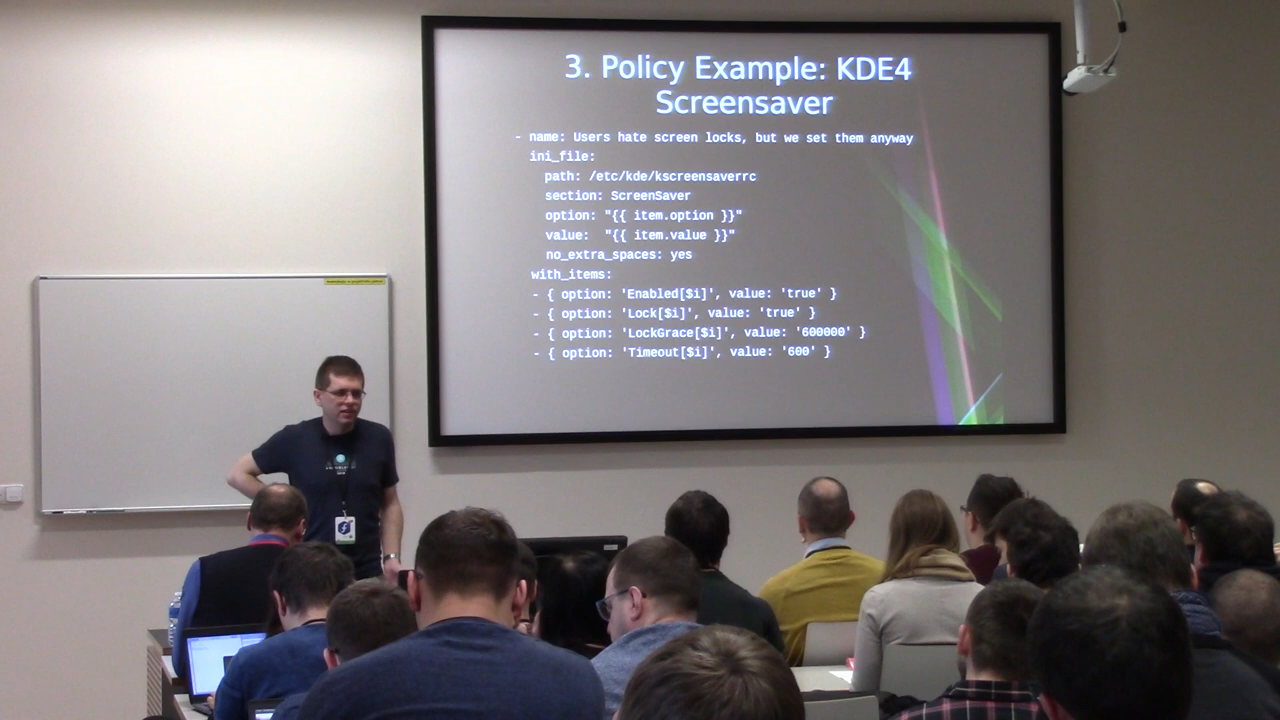 3. Policy Example: KDE4
Screensaver
- name: Users hate screen locks, but we set them anyway
ini_file:
path: /etc/kde/kscreensaverrc
section: ScreenSaver
option: "{{ item.option }}"
value:  "{{ item.value }}"
no_extra_spaces: yes
with_items:
- { option: 'Enabled[$i]', value: 'true' }
- { option: 'Lock[$i]', value: 'true' }
- { option: 'LockGrace[$i]', value: '600000' }
- { option: 'Timeout[$i]', value: '600' }